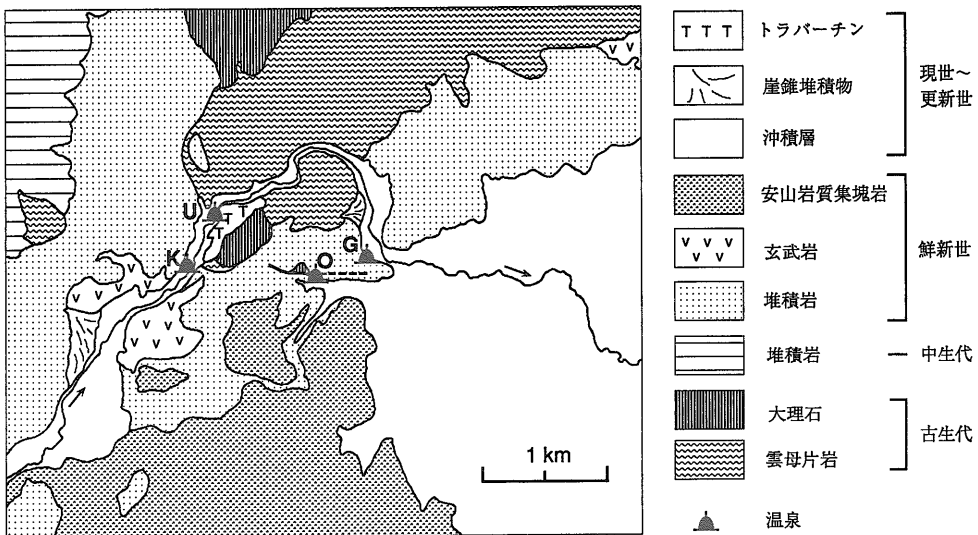 U
T T
T
K
G
O
1 km
T T T
トラバーチン
崖錐堆積物
沖積層
現世～
更新世
安山岩質集塊岩
玄武岩
堆積岩
鮮新世
堆積岩
中生代
大理石
雲母片岩
古生代
温泉